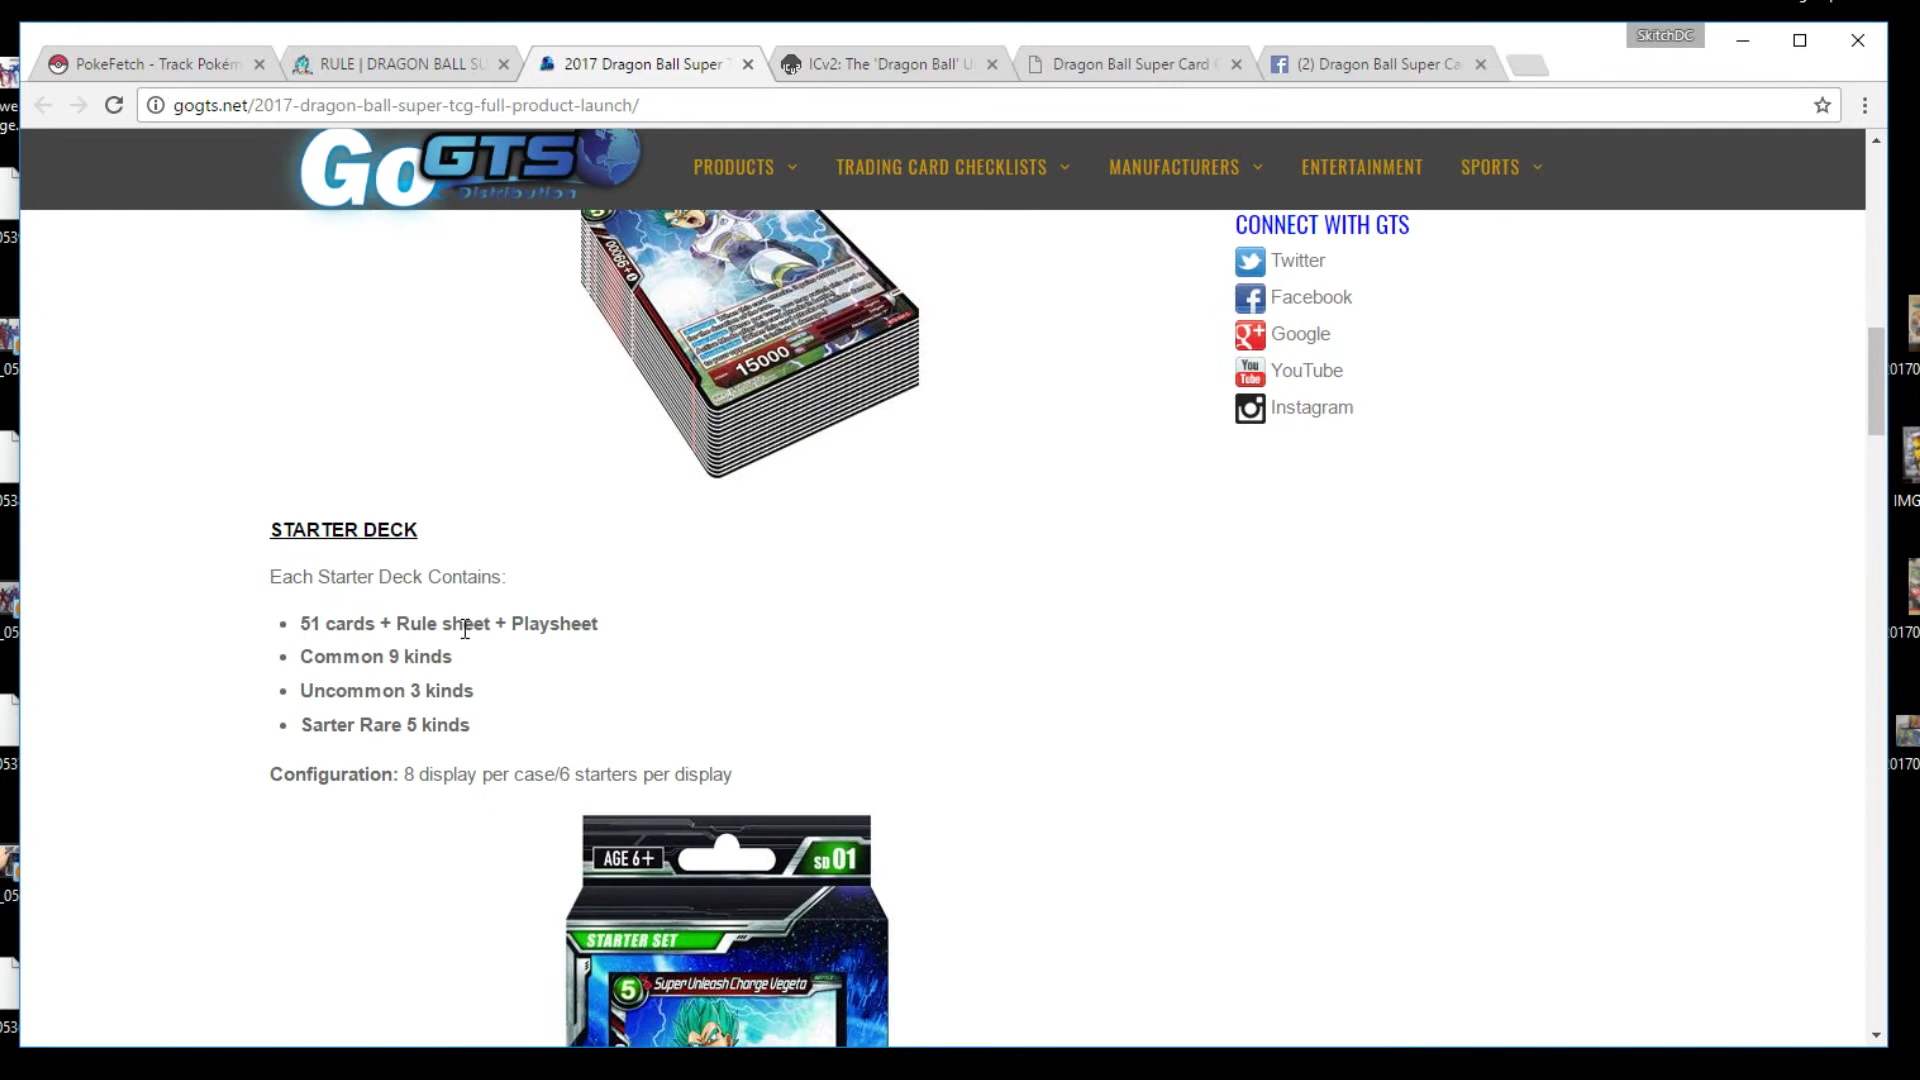 SkitchDC
PokeFetch - Track Pokém
RULE | DRAGON BALL SU
2017 Dragon Ball Super T
ICv2: The 'Dragon Ball' U
Dragon Ball Super Card G
(2) Dragon Ball Super Ca
gogts.net/2017-dragon-ball-super-tcg-full-product-launch/
GoGTS
Distribution
PRODUCTS
TRADING CARD CHECKLISTS
MANUFACTURERS
ENTERTAINMENT
SPORTS
15000
CONNECT WITH GTS
Twitter
Facebook
Google
YouTube
Instagram
STARTER DECK
Each Starter Deck Contains:
51 cards + Rule sheet + Playsheet
Common 9 kinds
Uncommon 3 kinds
Sarter Rare 5 kinds
Configuration: 8 display per case/6 starters per display
AGE 6+
SD01
STARTER SET
5 Super Unleash Charge Vegeta
IMG